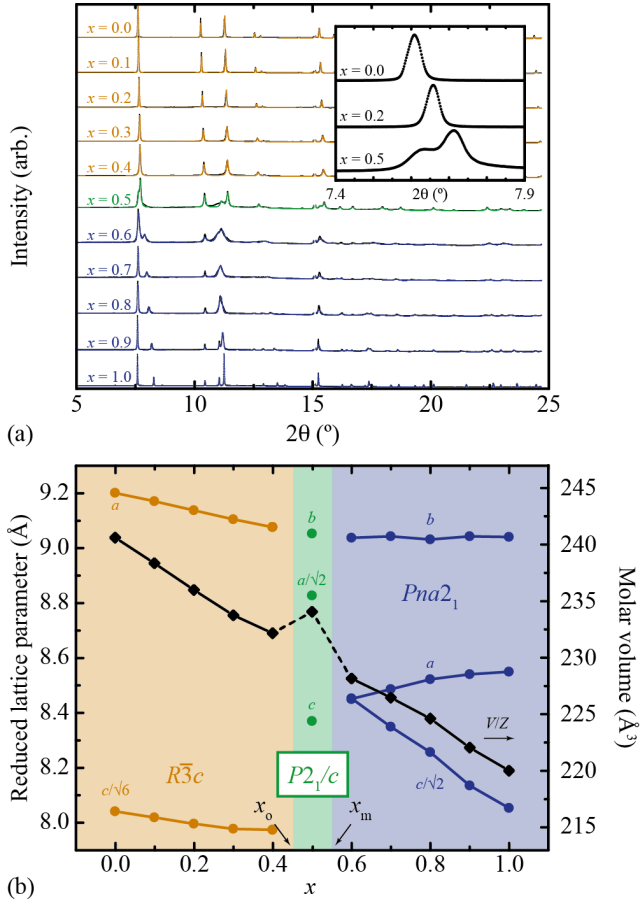 x = 0.0
x = 0.1
x = 0.2
x = 0.3
x = 0.4
x = 0.5
x = 0.6
x = 0.7
x = 0.8
x = 0.9
x = 1.0
Intensity (arb.)
x = 0.0
x = 0.2
x = 0.5
7.4 2θ (º) 7.9
5 10 15 20 25
(a) 2θ (º)
9.2
9.0
8.8
8.6
8.4
8.2
8.0
Reduced lattice parameter (Å)
a
b
a/√2
c
b
Pna2₁
a
V/Z
c/√2
R3̅c
P2₁/c
c/√6
xₒ
xₘ
245
240
235
230
225
220
215
Molar volume (Å³)
0.0 0.2 0.4 0.6 0.8 1.0
(b) x